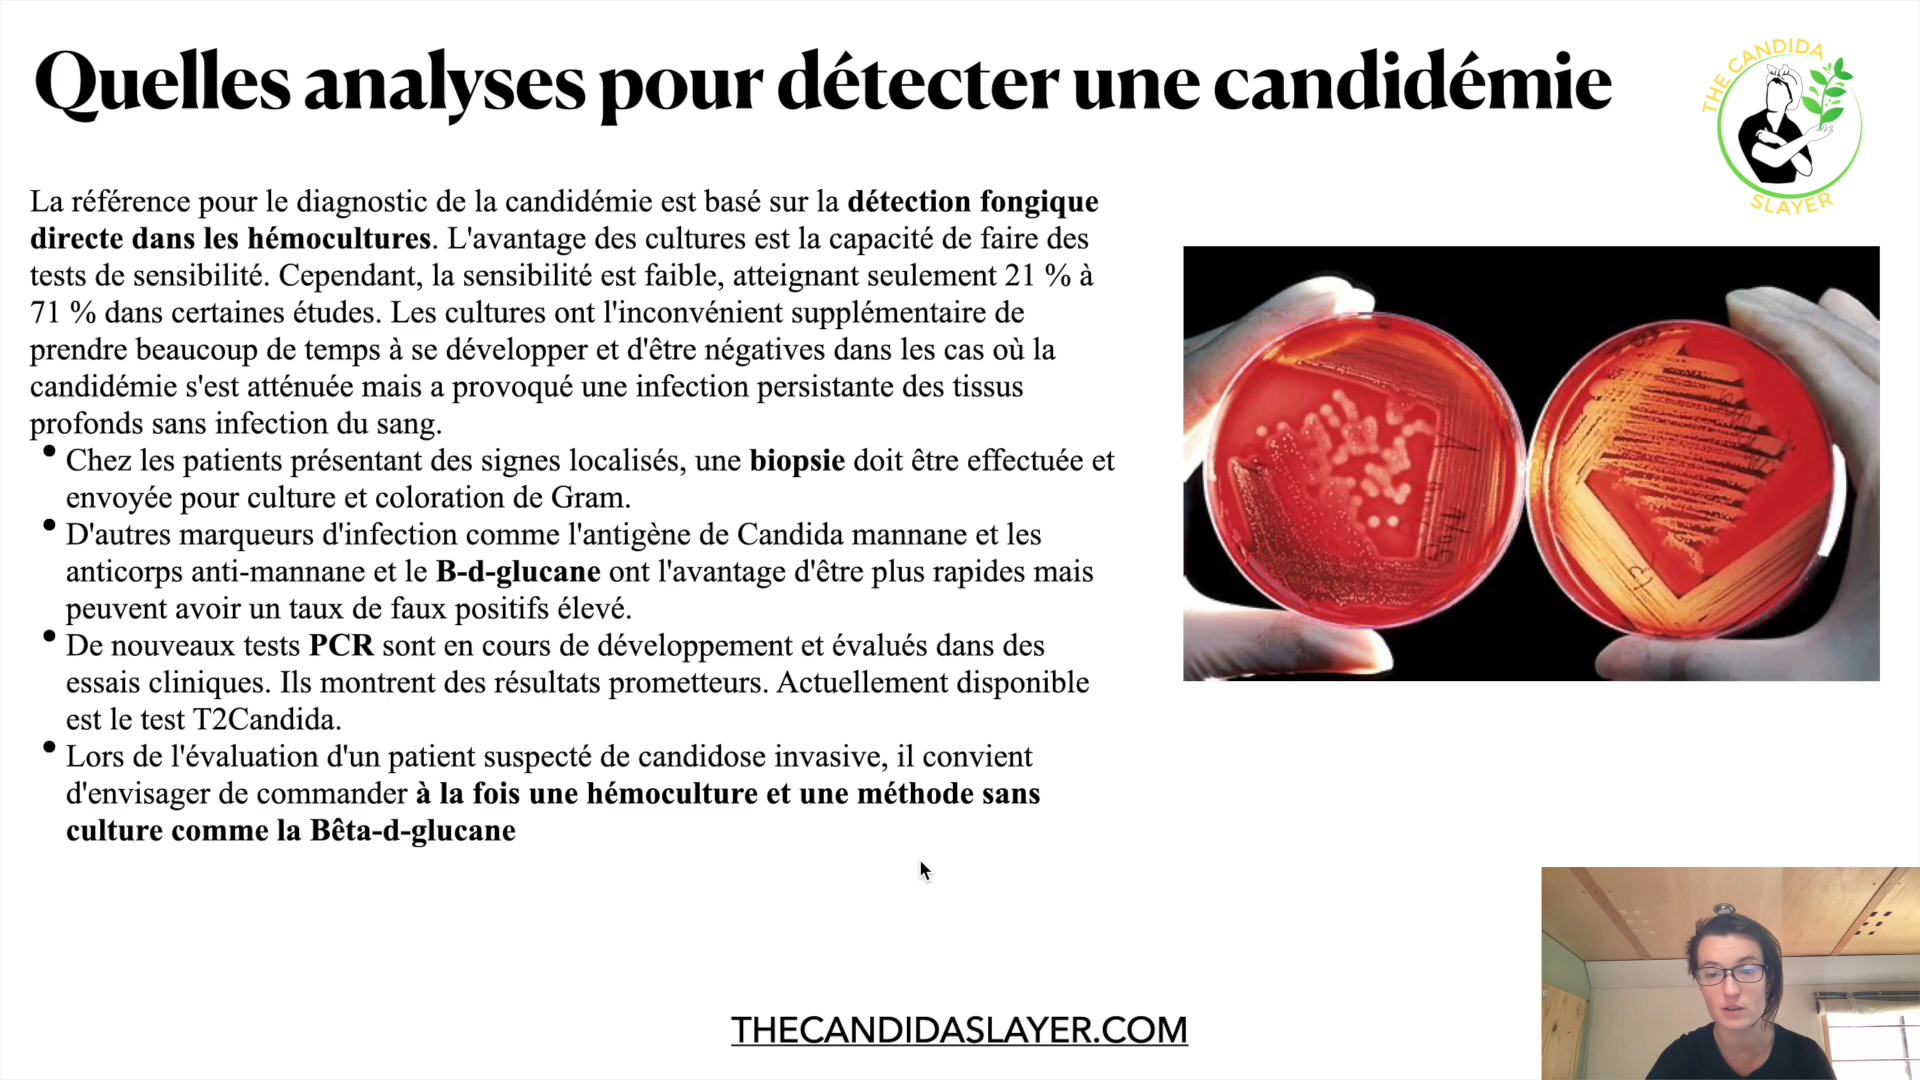 Quelles analyses pour détecter une candidémie
THE CANDIDA
SLAYER
La référence pour le diagnostic de la candidémie est basé sur la détection fongique
directe dans les hémocultures. L'avantage des cultures est la capacité de faire des
tests de sensibilité. Cependant, la sensibilité est faible, atteignant seulement 21 % à
71 % dans certaines études. Les cultures ont l'inconvénient supplémentaire de
prendre beaucoup de temps à se développer et d'être négatives dans les cas où la
candidémie s'est atténuée mais a provoqué une infection persistante des tissus
profonds sans infection du sang.
• Chez les patients présentant des signes localisés, une biopsie doit être effectuée et
envoyée pour culture et coloration de Gram.
• D'autres marqueurs d'infection comme l'antigène de Candida mannane et les
anticorps anti-mannane et le B-d-glucane ont l'avantage d'être plus rapides mais
peuvent avoir un taux de faux positifs élevé.
• De nouveaux tests PCR sont en cours de développement et évalués dans des
essais cliniques. Ils montrent des résultats prometteurs. Actuellement disponible
est le test T2Candida.
• Lors de l'évaluation d'un patient suspecté de candidose invasive, il convient
d'envisager de commander à la fois une hémoculture et une méthode sans
culture comme la Bêta-d-glucane
THECANDIDASLAYER.COM